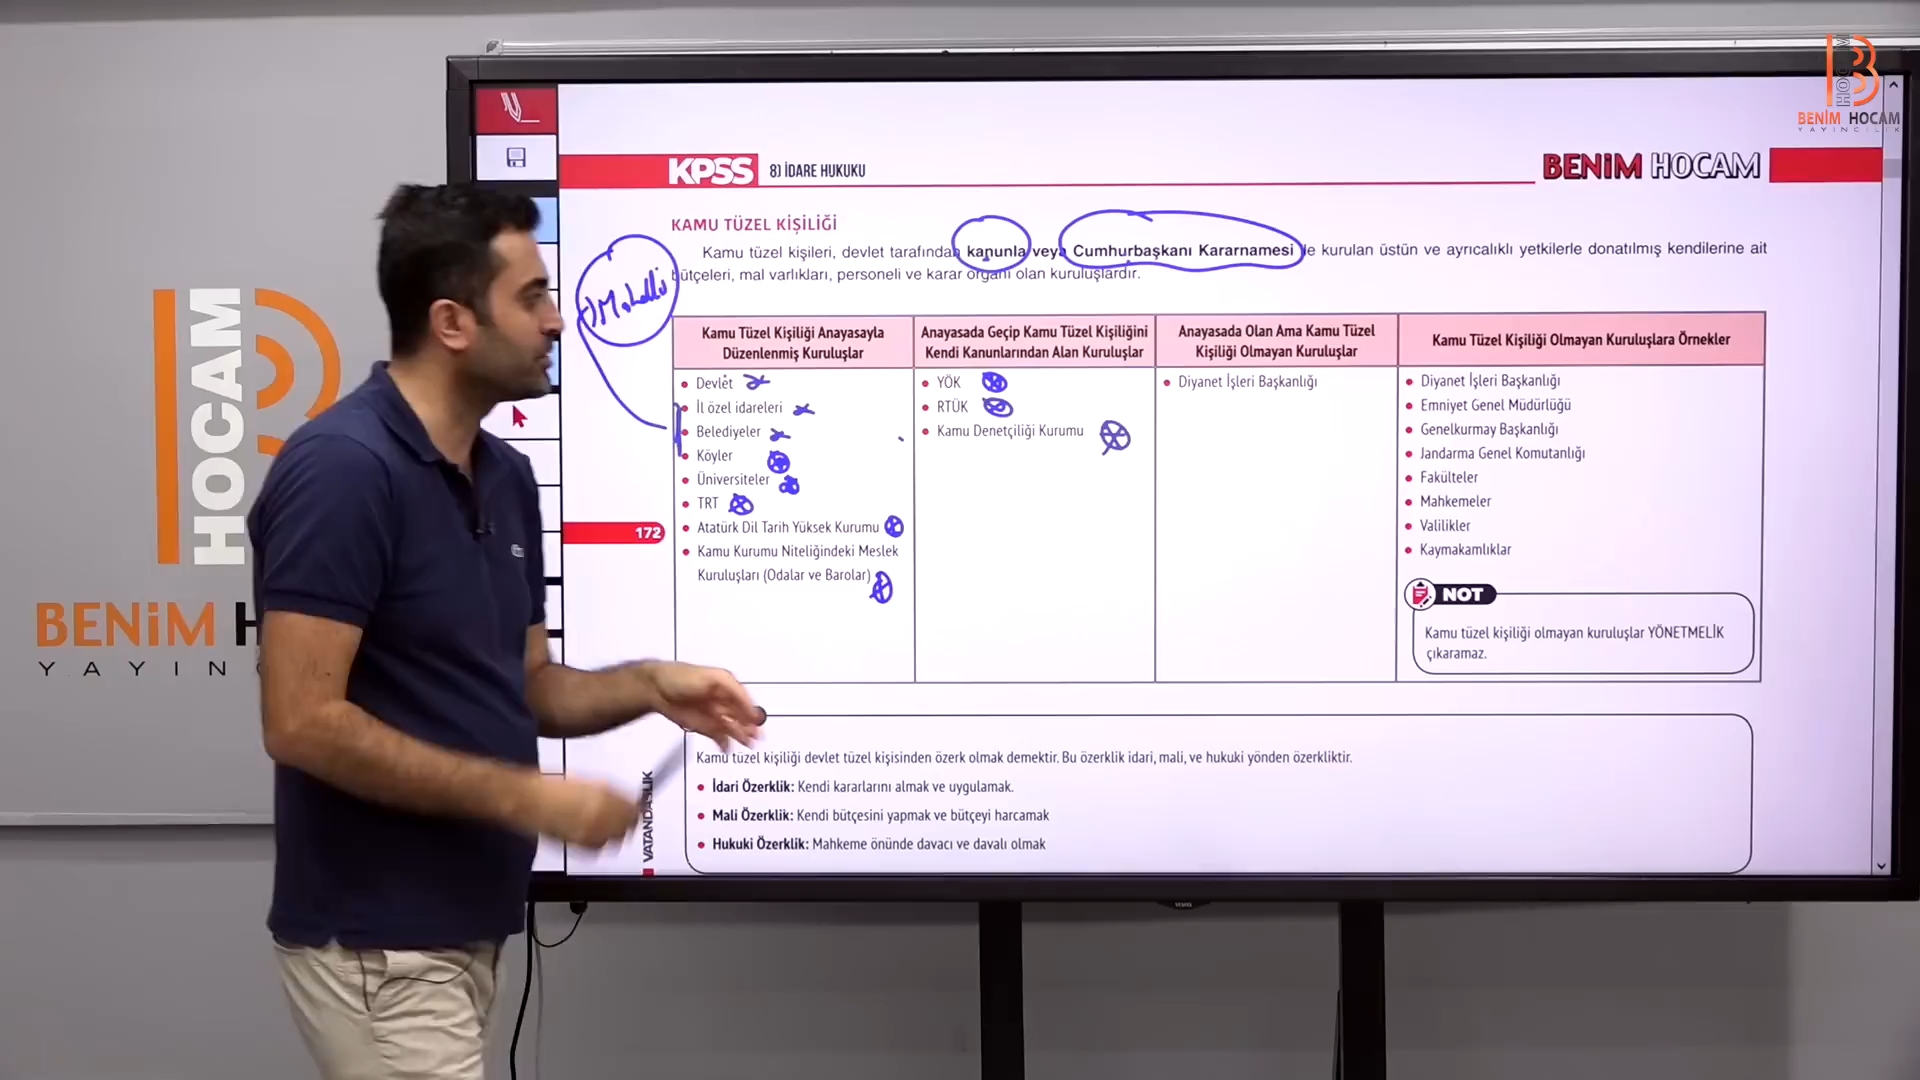 BENİM HOCAM
YAYINCILIK
KPSS 8) İDARE HUKUKU
BENİM HOCAM
KAMU TÜZEL KİŞİLİĞİ
Kamu tüzel kişileri, devlet tarafından kanunla veya Cumhurbaşkanı Kararnamesi ile kurulan üstün ve ayrıcalıklı yetkilerle donatılmış kendilerine ait
bütçeleri, mal varlıkları, personeli ve karar organı olan kuruluşlardır.
Kamu Tüzel Kişiliği Anayasayla
Düzenlenmiş Kuruluşlar
• Devlet
• İl özel idareleri
• Belediyeler
• Köyler
• Üniversiteler
• TRT
• Atatürk Dil Tarih Yüksek Kurumu
• Kamu Kurumu Niteliğindeki Meslek
Kuruluşları (Odalar ve Barolar)
Anayasada Geçip Kamu Tüzel Kişiliğini
Kendi Kanunlarından Alan Kuruluşlar
• YÖK
• RTÜK
• Kamu Denetçiliği Kurumu
Anayasada Olan Ama Kamu Tüzel
Kişiliği Olmayan Kuruluşlar
• Diyanet İşleri Başkanlığı
Kamu Tüzel Kişiliği Olmayan Kuruluşlara Örnekler
• Diyanet İşleri Başkanlığı
• Emniyet Genel Müdürlüğü
• Genelkurmay Başkanlığı
• Jandarma Genel Komutanlığı
• Fakülteler
• Mahkemeler
• Valilikler
• Kaymakamlıklar
NOT
Kamu tüzel kişiliği olmayan kuruluşlar YÖNETMELİK
çıkaramaz.
172
Kamu tüzel kişiliği devlet tüzel kişisinden özerk olmak demektir. Bu özerklik idari, mali, ve hukuki yönden özerkliktir.
• İdari Özerklik: Kendi kararlarını almak ve uygulamak.
• Mali Özerklik: Kendi bütçesini yapmak ve bütçeyi harcamak
• Hukuki Özerklik: Mahkeme önünde davacı ve davalı olmak
VATANDAŞLIK
HOCAM
BENİM H
YAYINC